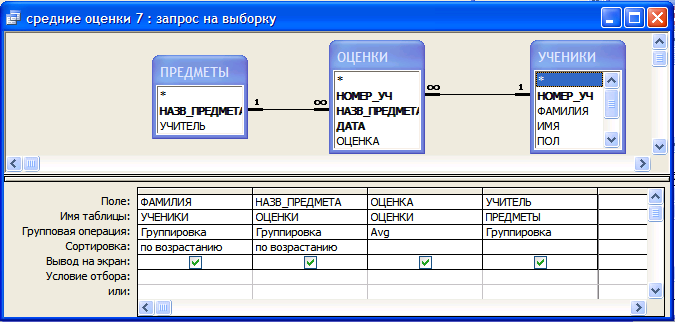 средние оценки 7 : запрос на выборку
ПРЕДМЕТЫ
*
НАЗВ_ПРЕДМЕТА
УЧИТЕЛЬ
1
∞
ОЦЕНКИ
*
НОМЕР_УЧ
НАЗВ_ПРЕДМЕТА
ДАТА
ОЦЕНКА
∞
1
УЧЕНИКИ
*
НОМЕР_УЧ
ФАМИЛИЯ
ИМЯ
ПОЛ
Поле: ФАМИЛИЯ НАЗВ_ПРЕДМЕТА ОЦЕНКА УЧИТЕЛЬ
Имя таблицы: УЧЕНИКИ ОЦЕНКИ ОЦЕНКИ ПРЕДМЕТЫ
Групповая операция: Группировка Группировка Avg Группировка
Сортировка: по возрастанию по возрастанию
Вывод на экран:
Условие отбора:
или: